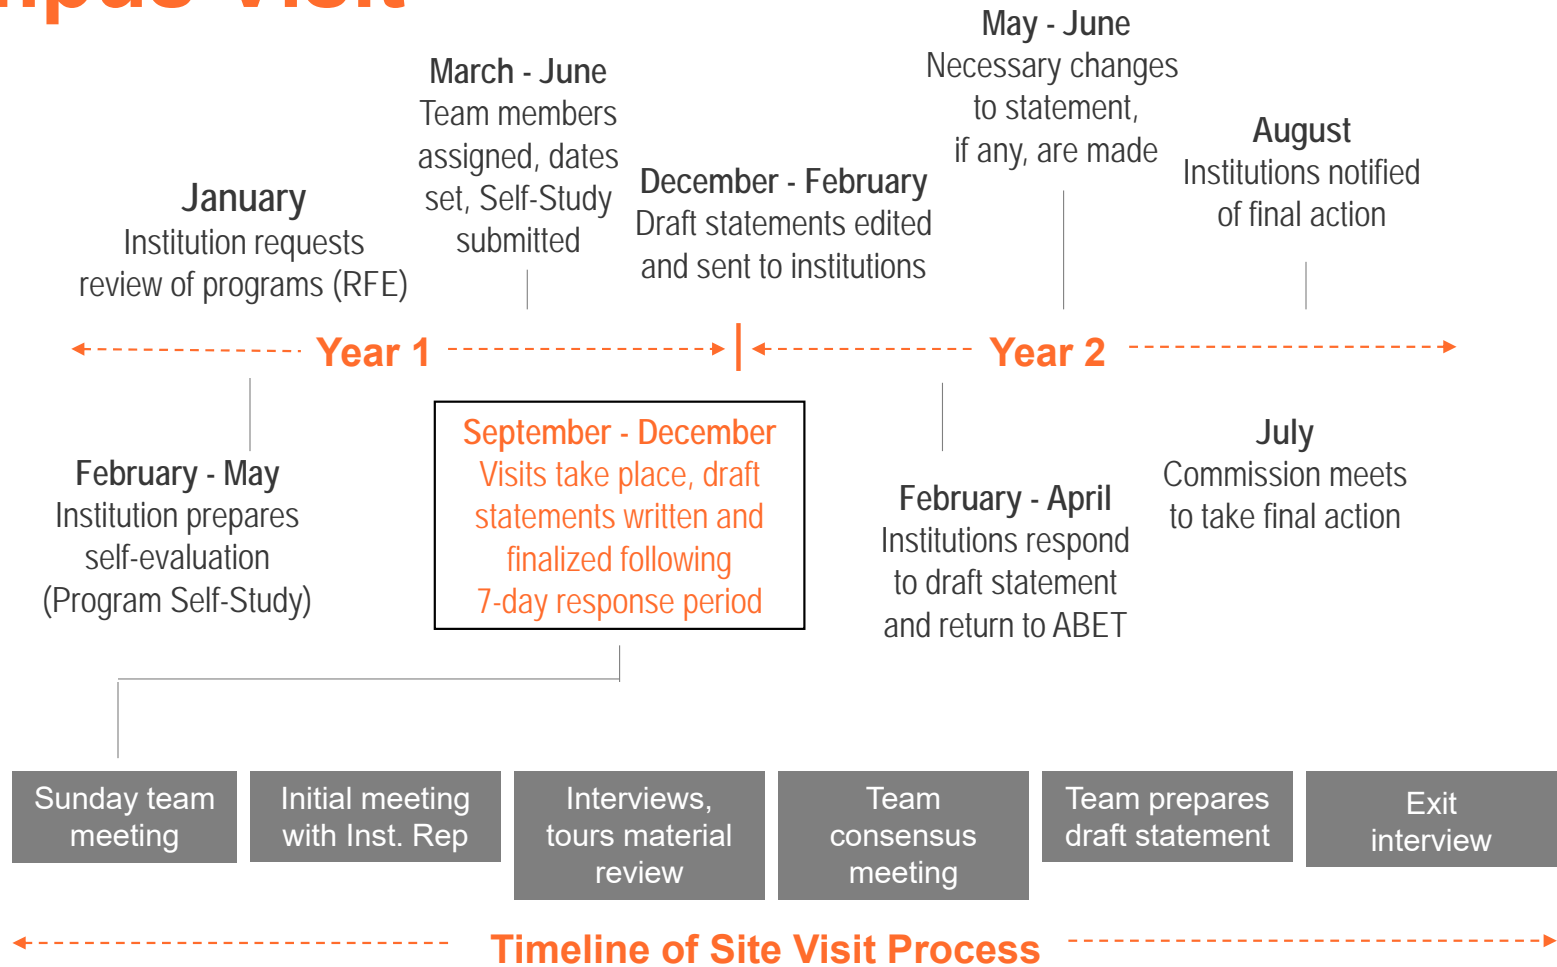 January
Institution requests
review of programs (RFE)
March - June
Team members
assigned, dates
set, Self-Study
submitted
December - February
Draft statements edited
and sent to institutions
May - June
Necessary changes
to statement,
if any, are made
August
Institutions notified
of final action
Year 1
Year 2
February - May
Institution prepares
self-evaluation
(Program Self-Study)
September - December
Visits take place, draft
statements written and
finalized following
7-day response period
February - April
Institutions respond
to draft statement
and return to ABET
July
Commission meets
to take final action
Sunday team
meeting
Initial meeting
with Inst. Rep
Interviews,
tours material
review
Team
consensus
meeting
Team prepares
draft statement
Exit
interview
Timeline of Site Visit Process